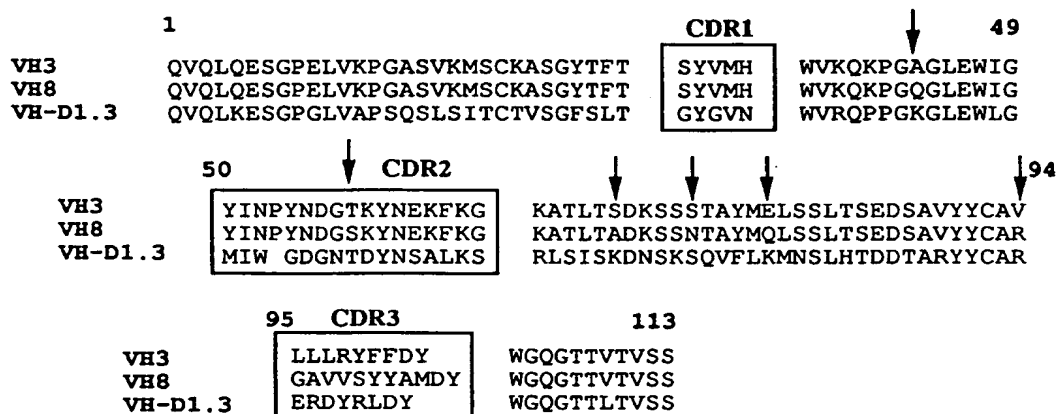 1 CDR1 49
VH3 QVQLQESGPELVKPGASVKMSCKASGYTFT SYVMH WVKQKPGAGLEWIG
VH8 QVQLQESGPELVKPGASVKMSCKASGYTFT SYVMH WVKQKPGQGLEWIG
VH-D1.3 QVQLKESGPGLVAPSQSLSITCTVSGFSLT GYGVN WVRQPPGKGLEWLG
50 CDR2 94
VH3 YINPYNDGTKYNEKFKG KATLTSDKSSSTAYMELSSLTSEDSAVYYCAV
VH8 YINPYNDGSKYNEKFKG KATLTADKSSNTAYMQLSSLTSEDSAVYYCAR
VH-D1.3 MIW GDGNTDYNSALKS RLSISKDNSKSQVFLKMNSLHTDDTARYYCAR
95 CDR3 113
VH3 LLLRYFFDY WGQGTTVTVSS
VH8 GAVVSYYAMDY WGQGTTVTVSS
VH-D1.3 ERDYRLDY WGQGTTLTVSS